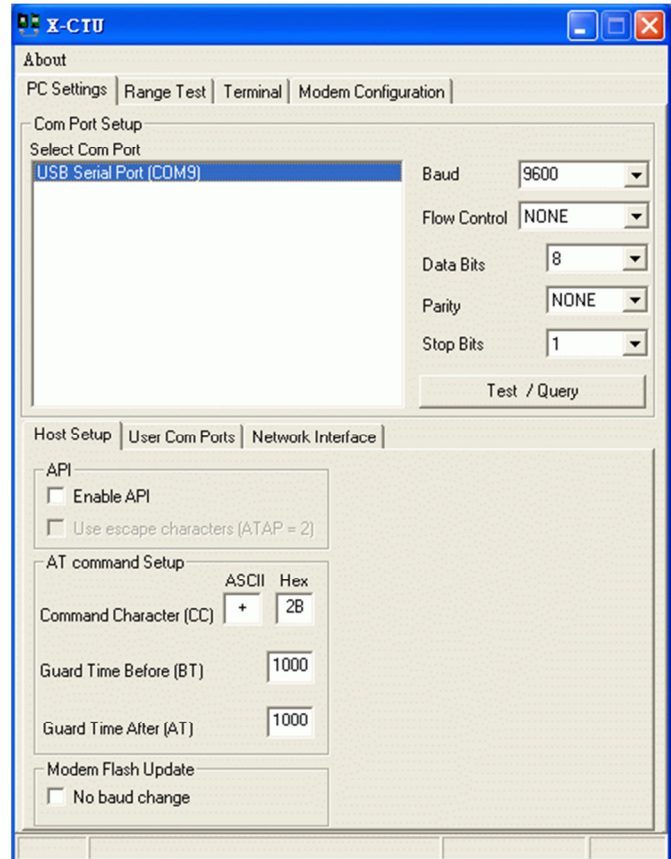 X-CTU
About
PC Settings Range Test Terminal Modem Configuration
Com Port Setup
Select Com Port
USB Serial Port (COM9)
Baud 9600
Flow Control NONE
Data Bits 8
Parity NONE
Stop Bits 1
Test / Query
Host Setup User Com Ports Network Interface
API
Enable API
Use escape characters (ATAP = 2)
AT command Setup
ASCII Hex
Command Character (CC) + 2B
Guard Time Before (BT) 1000
Guard Time After (AT) 1000
Modem Flash Update
No baud change